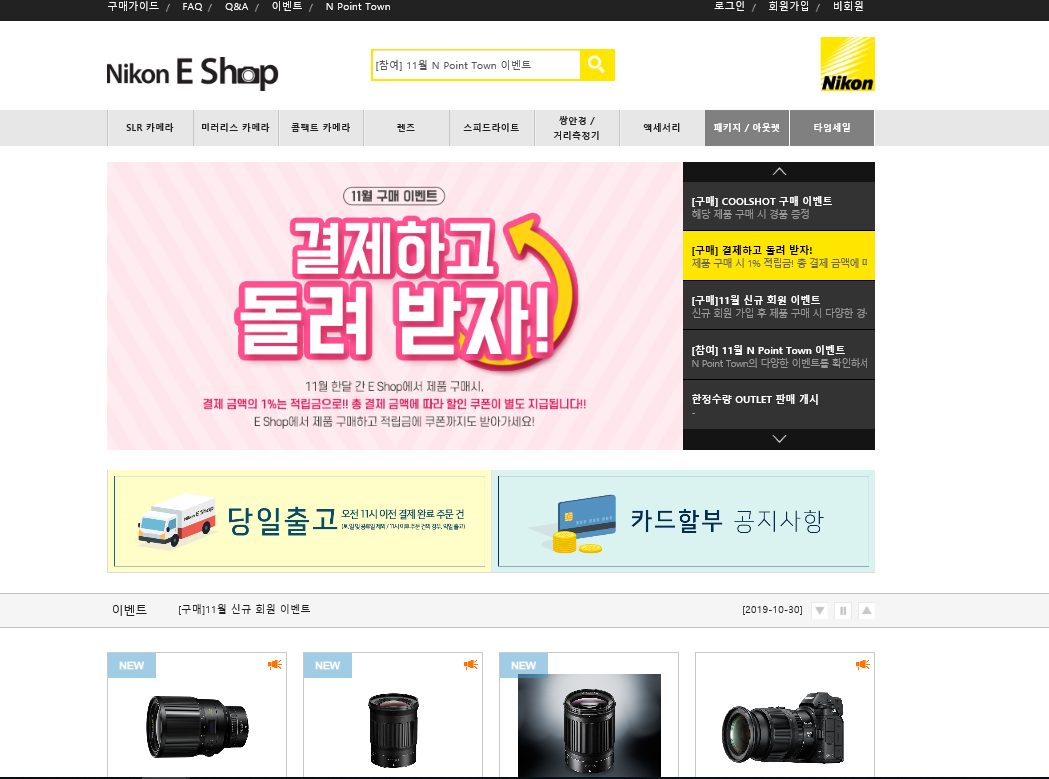 구매가이드 / FAQ / Q&A / 이벤트 / N Point Town
로그인 / 회원가입 / 비회원
Nikon E Shop
[참여] 11월 N Point Town 이벤트
Nikon
SLR 카메라
미러리스 카메라
콤팩트 카메라
렌즈
스피드라이트
쌍안경 /
거리측정기
액세서리
패키지 / 아웃렛
타임세일
11월 구매 이벤트
결제하고
돌려 받자!
11월 한달 간 E Shop에서 제품 구매시,
결제 금액의 1%는 적립금으로!! 총 결제 금액에 따라 할인 쿠폰이 별도 지급됩니다!!
E Shop에서 제품 구매하고 적립금에 쿠폰까지도 받아가세요!
[구매] COOLSHOT 구매 이벤트
해당 제품 구매 시 경품 증정
[구매] 결제하고 돌려 받자!
제품 구매 시 1% 적립금! 총 결제 금액에
[구매]11월 신규 회원 이벤트
신규 회원 가입 후 제품 구매 시 다양한
[참여] 11월 N Point Town 이벤트
N Point Town의 다양한 이벤트를
한정수량 OUTLET 판매 개시
-
Nikon E Shop
당일출고 오전 11시 이전 결제 완료 주문 건
카드할부 공지사항
이벤트
[구매]11월 신규 회원 이벤트
[2019-10-30]
NEW
NEW
NEW